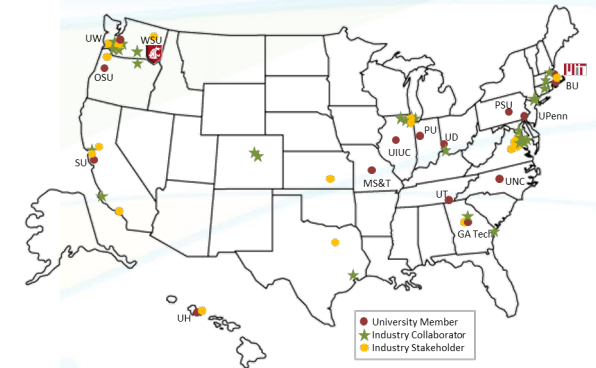 UW
WSU
OSU
MIT
BU
PSU
UPenn
PU
UD
UIUC
SU
MS&T
UNC
UT
GA Tech
UH
University Member
Industry Collaborator
Industry Stakeholder